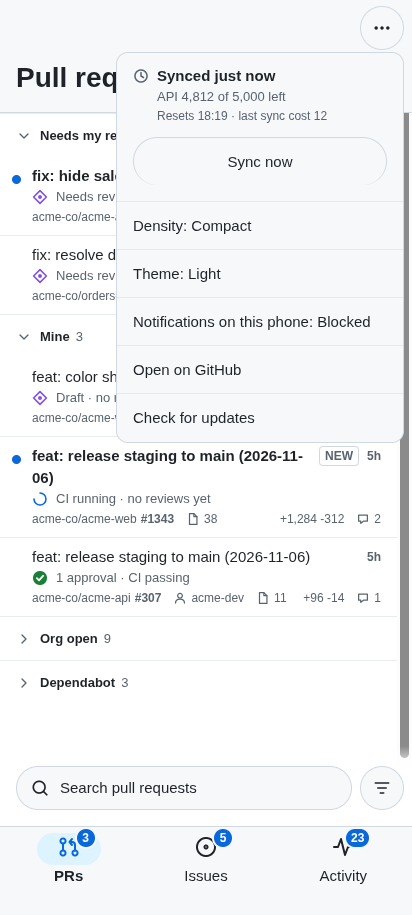 Pull req
Synced just now
API 4,812 of 5,000 left
Resets 18:19 · last sync cost 12
Sync now
Density: Compact
Theme: Light
Notifications on this phone: Blocked
Open on GitHub
Check for updates
Needs my re
fix: hide sal
Needs rev
acme-co/acme-
fix: resolve d
Needs rev
acme-co/orders
Mine 3
feat: color sh
Draft · no r
acme-co/acme-
feat: release staging to main (2026-11-06) NEW 5h
CI running · no reviews yet
acme-co/acme-web #1343 38 +1,284 -312 2
feat: release staging to main (2026-11-06) 5h
1 approval · CI passing
acme-co/acme-api #307 acme-dev 11 +96 -14 1
Org open 9
Dependabot 3
Search pull requests
3 5 23
PRs Issues Activity